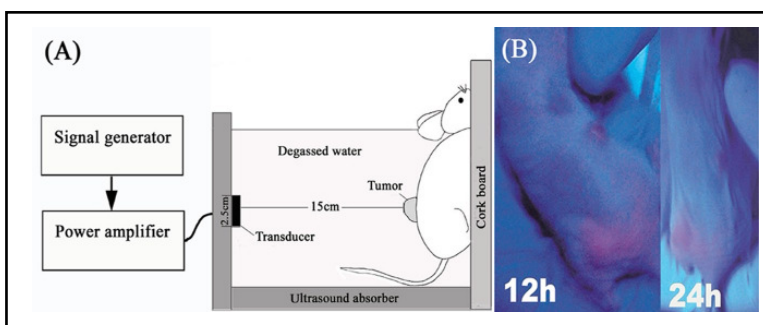 (A)
Signal generator
Power amplifier
2.5cm
Degassed water
Tumor
15cm
Transducer
Ultrasound absorber
Cork board
(B)
12h
24h